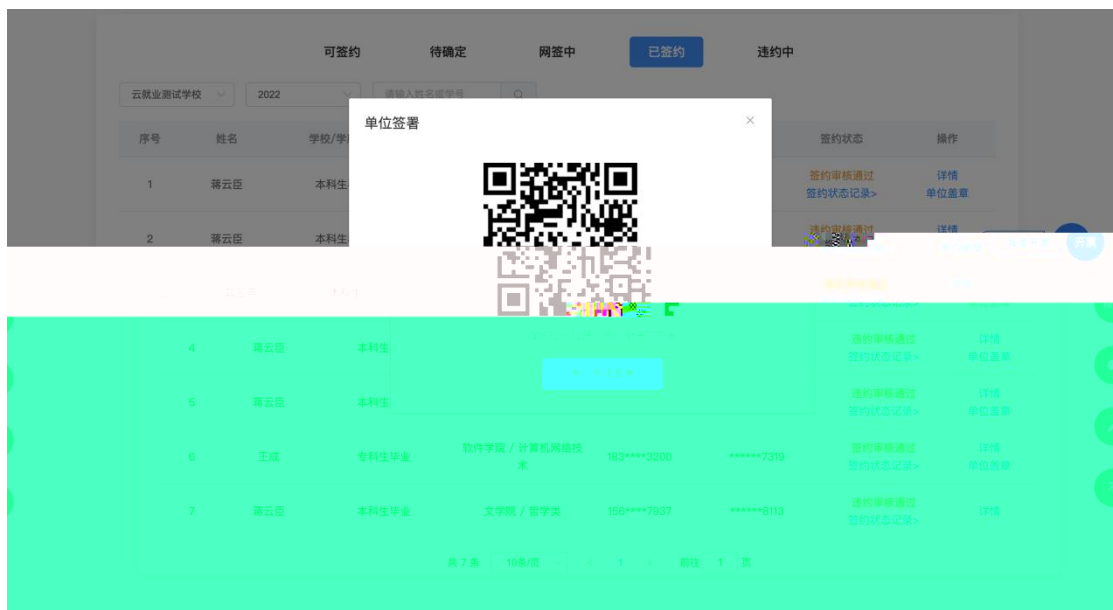 可签约 待确定 网签中 已签约 违约中
云就业测试学校 2022 请输入姓名或学号
单位签署
序号 姓名 学校/学 签约状态 操作
1 蒋云臣 本科生 签约审核通过 详情
签约状态记录> 单位盖章
2 蒋云臣 本科生 违约审核通过 详情
开票
4 蒋云臣 本科生 违约审核通过 详情
签约状态记录> 单位盖章
5 蒋云臣 本科生 违约审核通过 详情
签约状态记录> 单位盖章
6 王成 专科生毕业 软件学院 / 计算机网络技术 183****3200 ******7319 签约审核通过 详情
签约状态记录> 单位盖章
7 蒋云臣 本科生毕业 文学院 / 哲学类 156****7937 ******8113 违约审核通过 详情
签约状态记录>
共 7 条 10条/页 < 1 > 前往 1 页